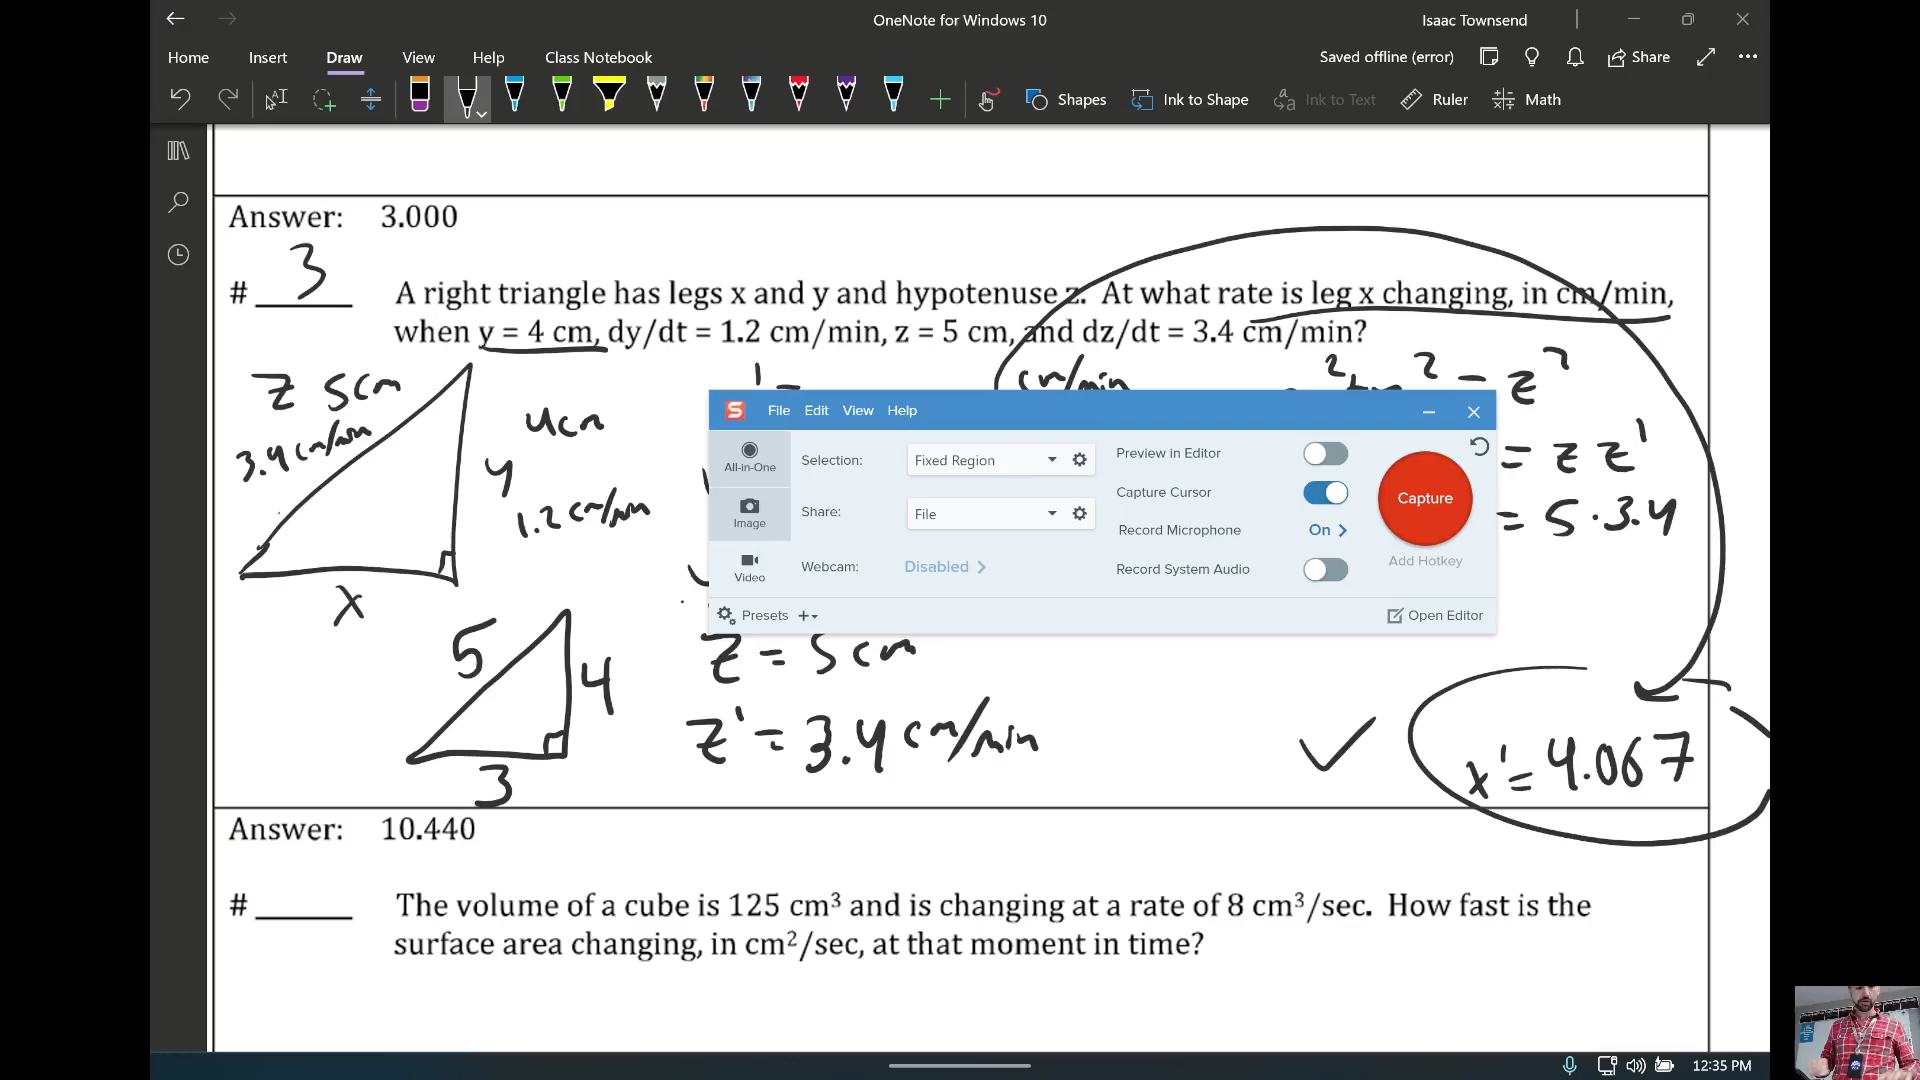 OneNote for Windows 10
Isaac Townsend
Home Insert Draw View Help Class Notebook
Saved offline (error) Share
Shapes Ink to Shape Ink to Text Ruler Math
Answer: 3.000
# 3 A right triangle has legs x and y and hypotenuse z. At what rate is leg x changing, in cm/min,
when y = 4 cm, dy/dt = 1.2 cm/min, z = 5 cm, and dz/dt = 3.4 cm/min?
z 5cm
3.4 cm/min
4cm
y
1.2 cm/min
x
5
4
3
cm/min
= z z'
= 5 · 3.4
File Edit View Help
All-in-One
Image
Video
Selection: Fixed Region
Share: File
Webcam: Disabled
Preview in Editor
Capture Cursor
Record Microphone On
Record System Audio
Capture
Add Hotkey
Presets
Open Editor
z = 5 cm
z' = 3.4 cm/min
x' = 4.067
Answer: 10.440
# The volume of a cube is 125 cm³ and is changing at a rate of 8 cm³/sec. How fast is the
surface area changing, in cm²/sec, at that moment in time?
12:35 PM